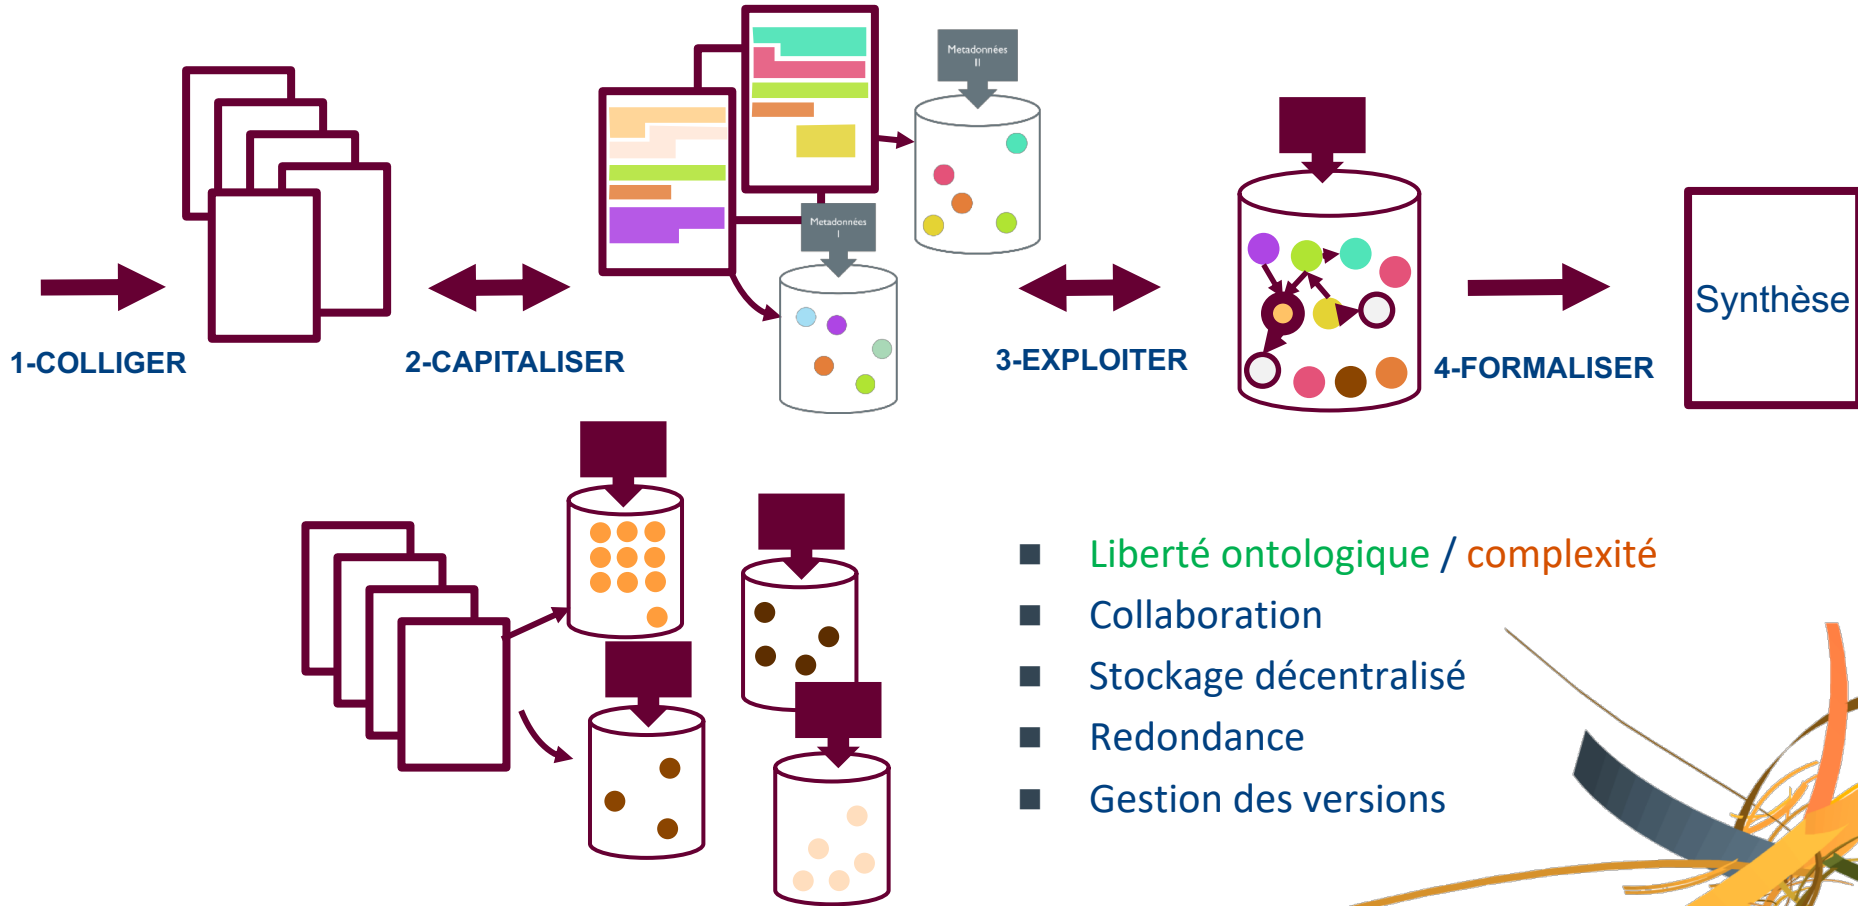 Metadonnées
II
Metadonnées
I
1-COLLIGER
2-CAPITALISER
3-EXPLOITER
4-FORMALISER
Synthèse
Liberté ontologique / complexité
Collaboration
Stockage décentralisé
Redondance
Gestion des versions